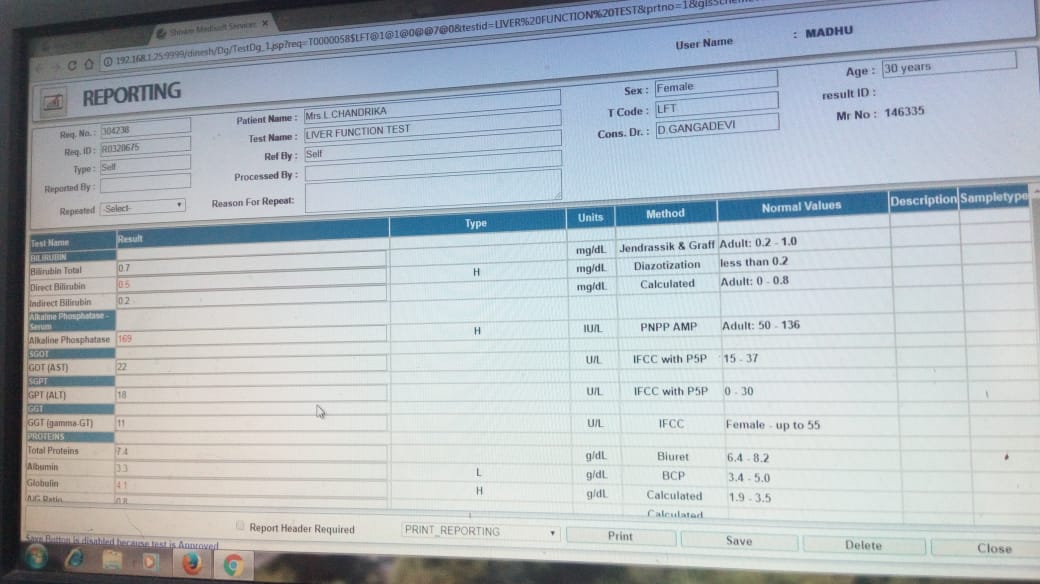 Shivam Medisoft Services ×
192.168.1.25:9999/dinesh/Dg/TestDg_1.jsp?req=T0000058$LFT@1@1@0@@7@0&testid=LIVER%20FUNCTION%20TEST&prtno=1&
User Name : MADHU
REPORTING
Req. No. : 304238
Patient Name : Mrs L CHANDRIKA
Sex : Female
Age : 30 years
Req. ID : R0320675
Test Name : LIVER FUNCTION TEST
T Code : LFT
result ID :
Type : Self
Ref By : Self
Cons. Dr. : D.GANGADEVI
Mr No : 146335
Reported By :
Processed By :
Repeated -Select-
Reason For Repeat:
Test Name Result Type Units Method Normal Values Description Sampletype
BILIRUBIN
Bilirubin Total 0.7 mg/dL Jendrassik & Graff Adult: 0.2 - 1.0
Direct Bilirubin 0.5 H mg/dL Diazotization less than 0.2
Indirect Bilirubin 0.2 mg/dL Calculated Adult: 0 - 0.8
Alkaline Phosphatase -
Serum
Alkaline Phosphatase 169 H IU/L PNPP AMP Adult: 50 - 136
SGOT
GOT (AST) 22 U/L IFCC with P5P 15 - 37
SGPT
GPT (ALT) 18 U/L IFCC with P5P 0 - 30
GGT
GGT (gamma-GT) 11 U/L IFCC Female - up to 55
PROTEINS
Total Proteins 7.4 g/dL Biuret 6.4 - 8.2
Albumin 3.3 L g/dL BCP 3.4 - 5.0
Globulin 4.1 H g/dL Calculated 1.9 - 3.5
A/G Ratio 0.8 Calculated
Report Header Required PRINT_REPORTING Print Save Delete Close
Save Button is disabled because test is Approved